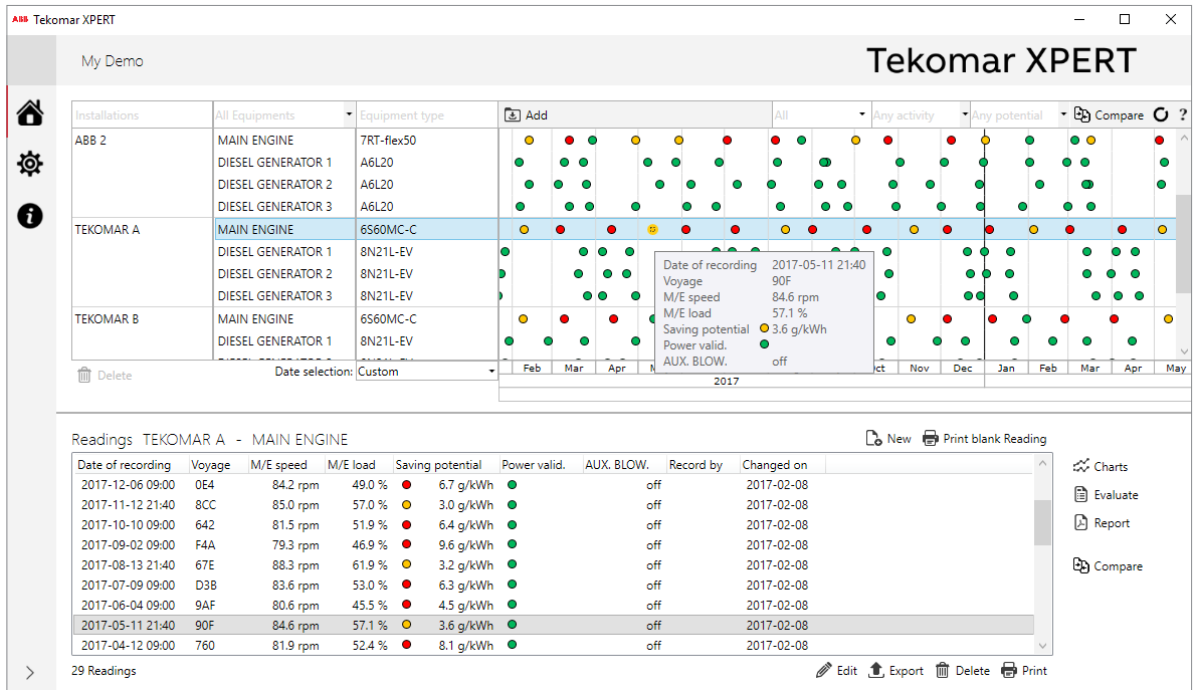 ABB Tekomar XPERT
My Demo
Tekomar XPERT
Installations All Equipments Equipment type Add All Any activity Any potential Compare ?
ABB 2 MAIN ENGINE 7RT-flex50
DIESEL GENERATOR 1 A6L20
DIESEL GENERATOR 2 A6L20
DIESEL GENERATOR 3 A6L20
TEKOMAR A MAIN ENGINE 6S60MC-C
DIESEL GENERATOR 1 8N21L-EV
DIESEL GENERATOR 2 8N21L-EV
DIESEL GENERATOR 3 8N21L-EV
TEKOMAR B MAIN ENGINE 6S60MC-C
DIESEL GENERATOR 1 8N21L-EV
Date of recording 2017-05-11 21:40
Voyage 90F
M/E speed 84.6 rpm
M/E load 57.1 %
Saving potential 3.6 g/kWh
Power valid.
AUX. BLOW. off
Delete Date selection: Custom
Feb Mar Apr Nov Dec Jan Feb Mar Apr May
2017
Readings TEKOMAR A - MAIN ENGINE New Print blank Reading
Date of recording Voyage M/E speed M/E load Saving potential Power valid. AUX. BLOW. Record by Changed on
2017-12-06 09:00 0E4 84.2 rpm 49.0 % 6.7 g/kWh off 2017-02-08
2017-11-12 21:40 8CC 85.0 rpm 57.0 % 3.0 g/kWh off 2017-02-08
2017-10-10 09:00 642 81.5 rpm 51.9 % 6.4 g/kWh off 2017-02-08
2017-09-02 09:00 F4A 79.3 rpm 46.9 % 9.6 g/kWh off 2017-02-08
2017-08-13 21:40 67E 88.3 rpm 61.9 % 3.2 g/kWh off 2017-02-08
2017-07-09 09:00 D3B 83.6 rpm 53.0 % 6.3 g/kWh off 2017-02-08
2017-06-04 09:00 9AF 80.6 rpm 45.5 % 4.5 g/kWh off 2017-02-08
2017-05-11 21:40 90F 84.6 rpm 57.1 % 3.6 g/kWh off 2017-02-08
2017-04-12 09:00 760 81.9 rpm 52.4 % 8.1 g/kWh off 2017-02-08
Charts
Evaluate
Report
Compare
29 Readings Edit Export Delete Print